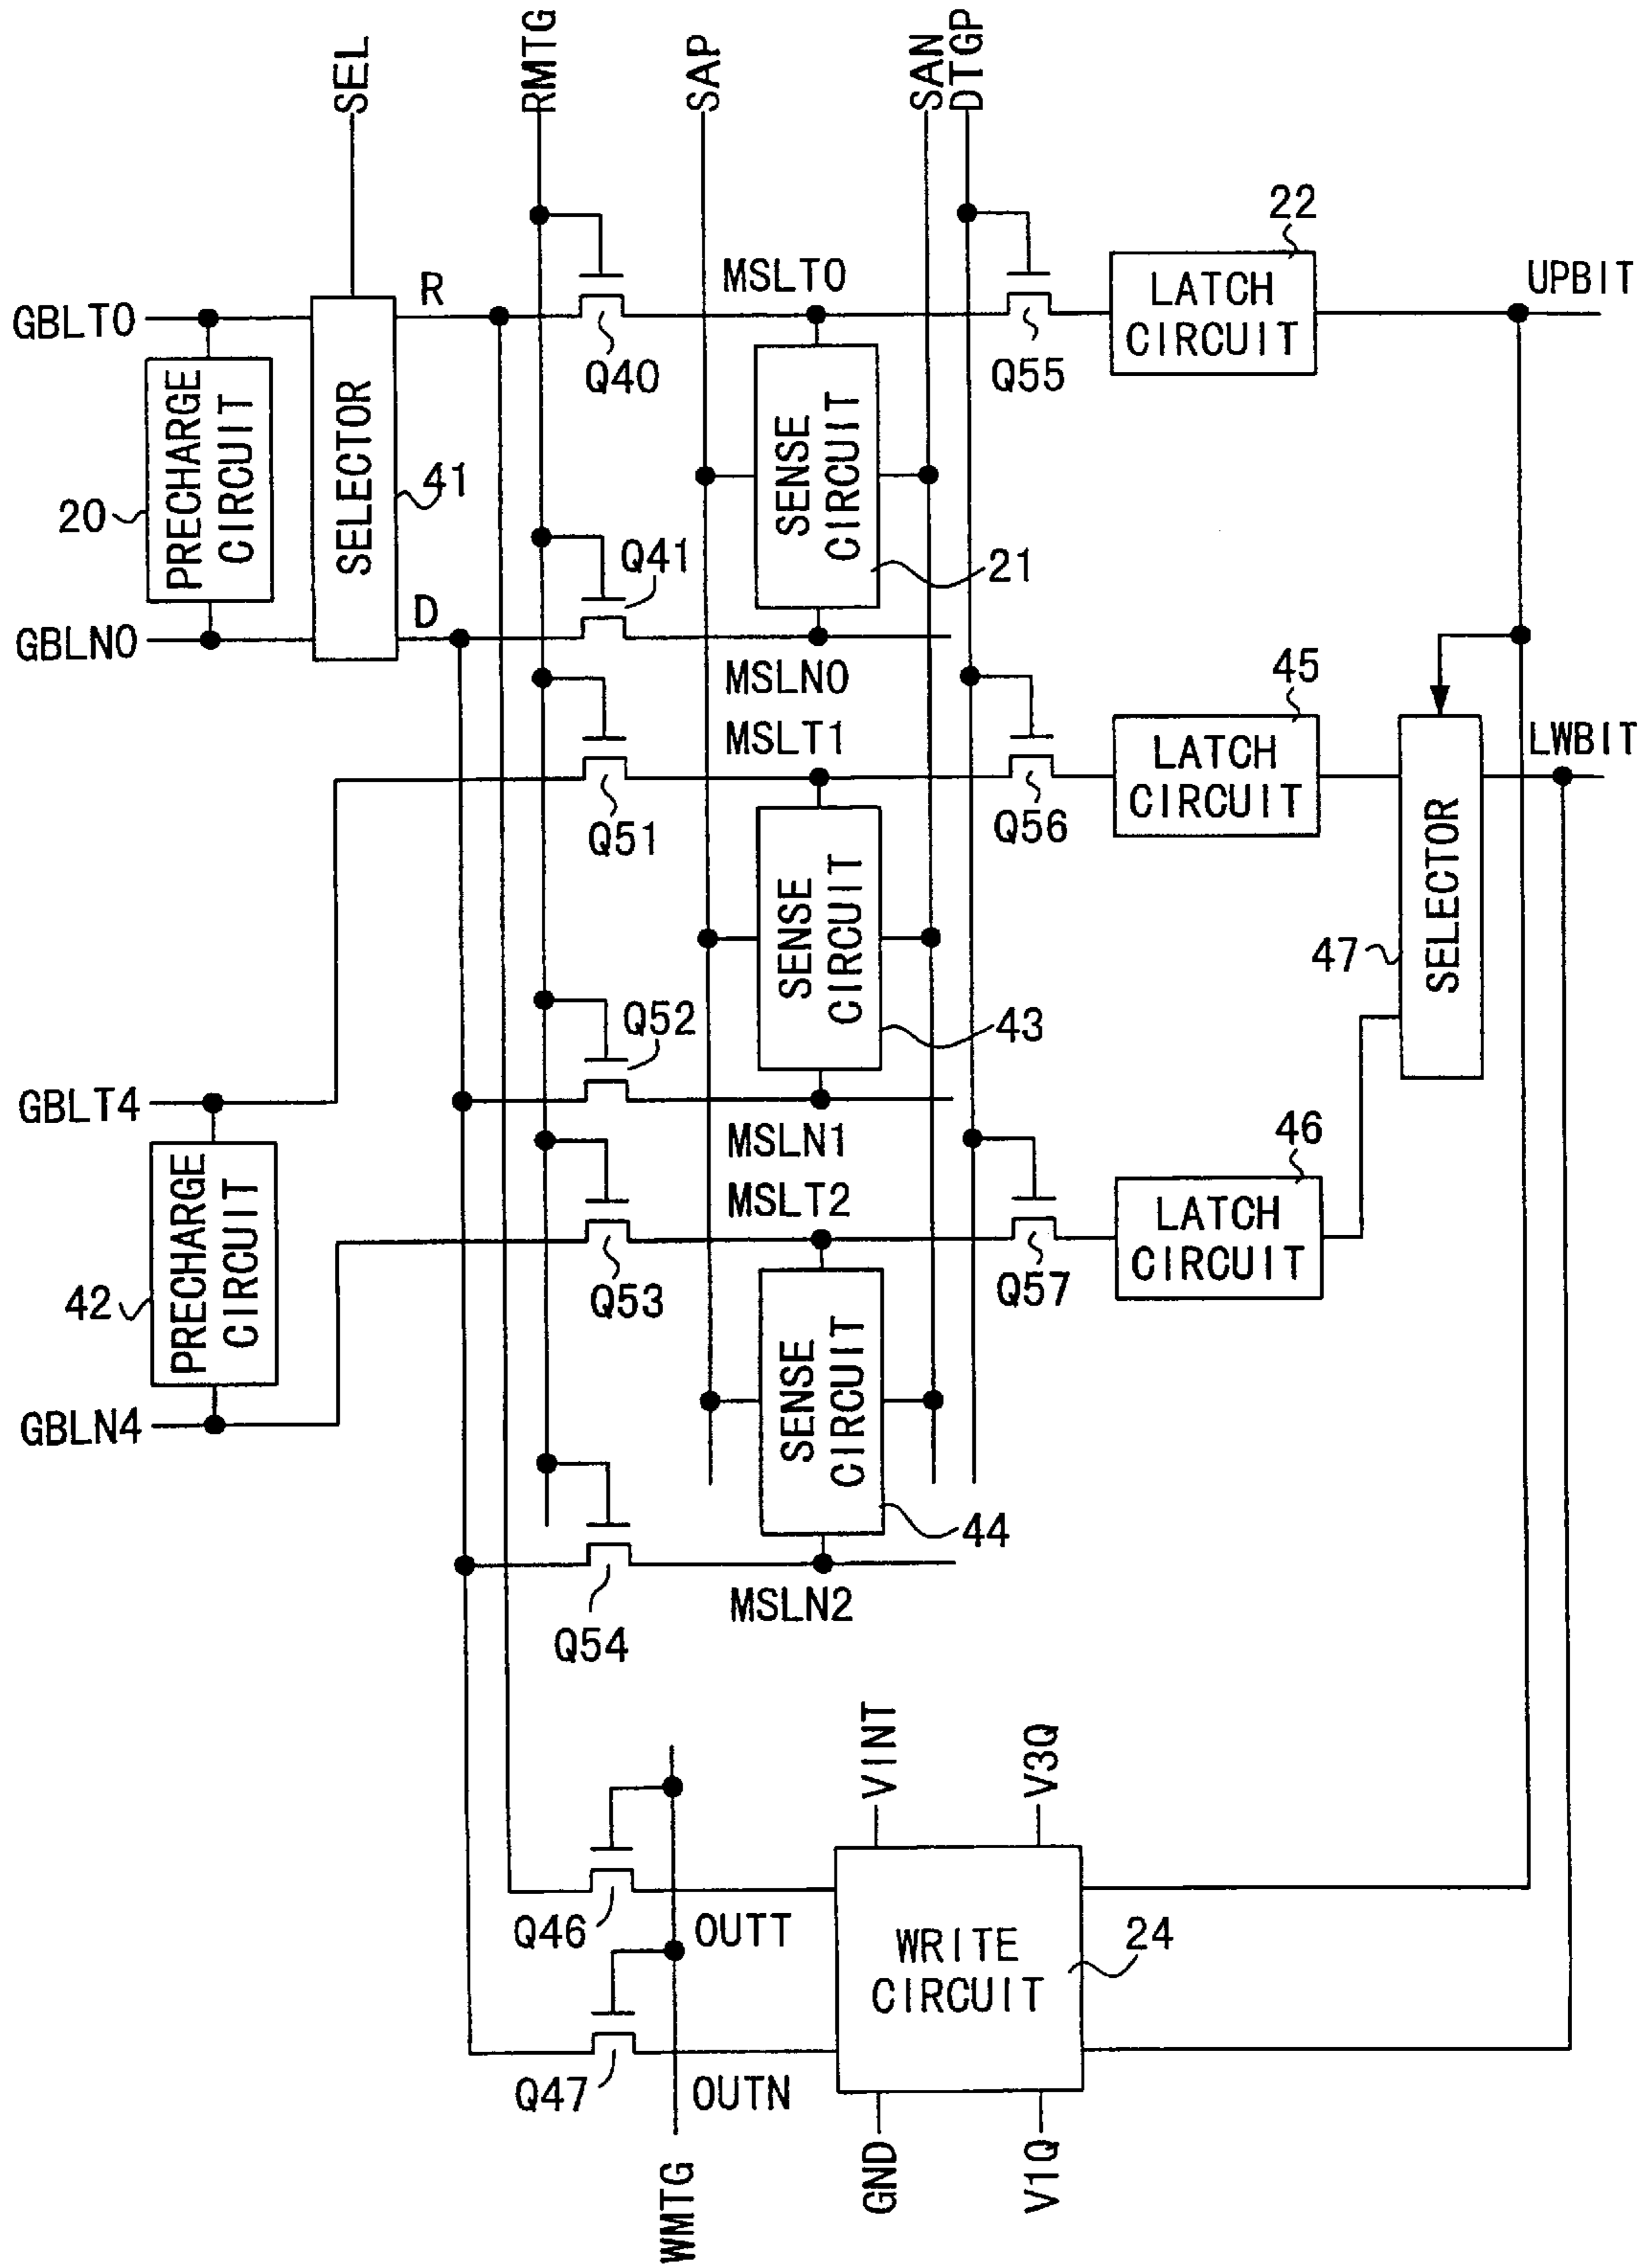 SEL
RMTG
SAP
SAN
DTGP
22
GBLT0
R
MSLT0
LATCH
CIRCUIT
UPBIT
Q40
Q55
PRECHARGE
CIRCUIT
20
SELECTOR
41
SENSE
CIRCUIT
21
Q41
D
GBLN0
MSLN0
45
MSLT1
LATCH
CIRCUIT
LWBIT
Q51
Q56
SENSE
CIRCUIT
43
SELECTOR
47
Q52
GBLT4
MSLN1
46
MSLT2
LATCH
CIRCUIT
PRECHARGE
CIRCUIT
42
Q53
Q57
SENSE
CIRCUIT
44
GBLN4
MSLN2
Q54
VINT
V3Q
Q46
OUTT
WRITE
CIRCUIT
24
Q47
OUTN
WMTG
GND
V1Q